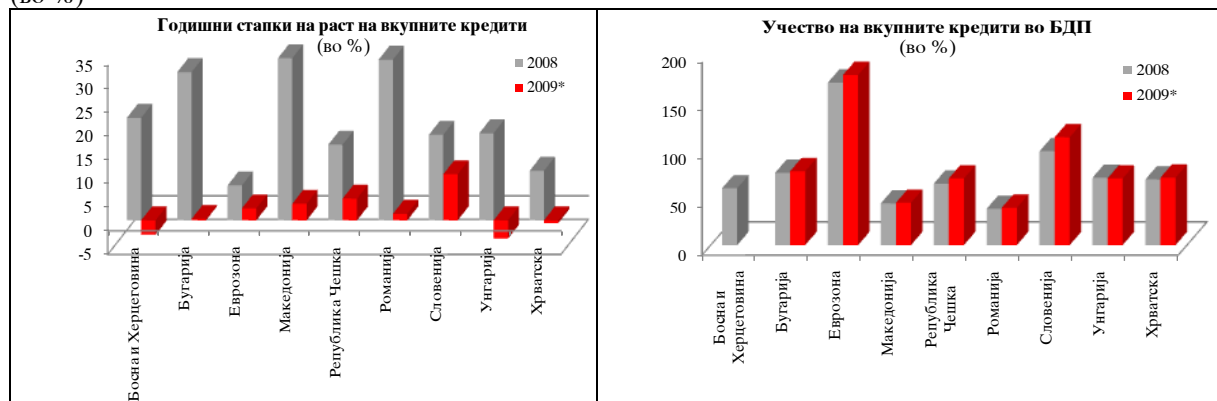 (во %)
Годишни стапки на раст на вкупните кредити
(во %)
35
30
25
20
15
10
5
0
-5
2008
2009*
Босна и Херцеговина
Бугарија
Еврозона
Македонија
Република Чешка
Романија
Словенија
Унгарија
Хрватска
Учество на вкупните кредити во БДП
(во %)
200
150
100
50
0
2008
2009*
Босна и
Херцеговина
Бугарија
Еврозона
Македонија
Република
Чешка
Романија
Словенија
Унгарија
Хрватска